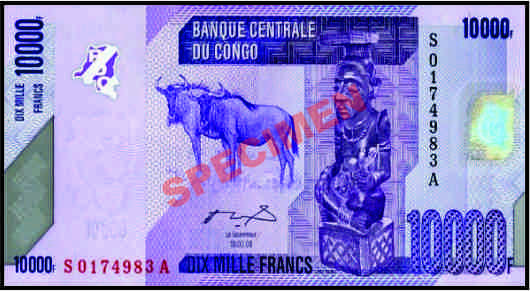 10000F
DIX MILLE
FRANCS
BANQUE CENTRALE
DU CONGO
10000F
S0174983A
SPECIMEN
Le Gouverneur
10000
10000F
10000F
S0174983A
DIX MILLE FRANCS